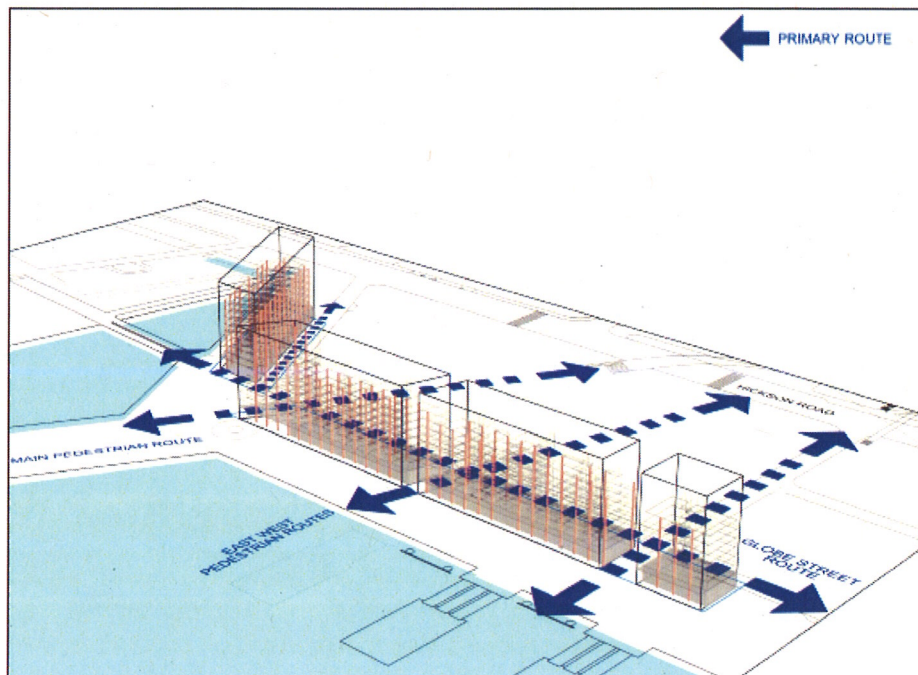 PRIMARY ROUTE
HICKSON ROAD
MAIN PEDESTRIAN ROUTE
EAST WEST
PEDESTRIAN ROUTES
GLOBE STREET
ROUTE